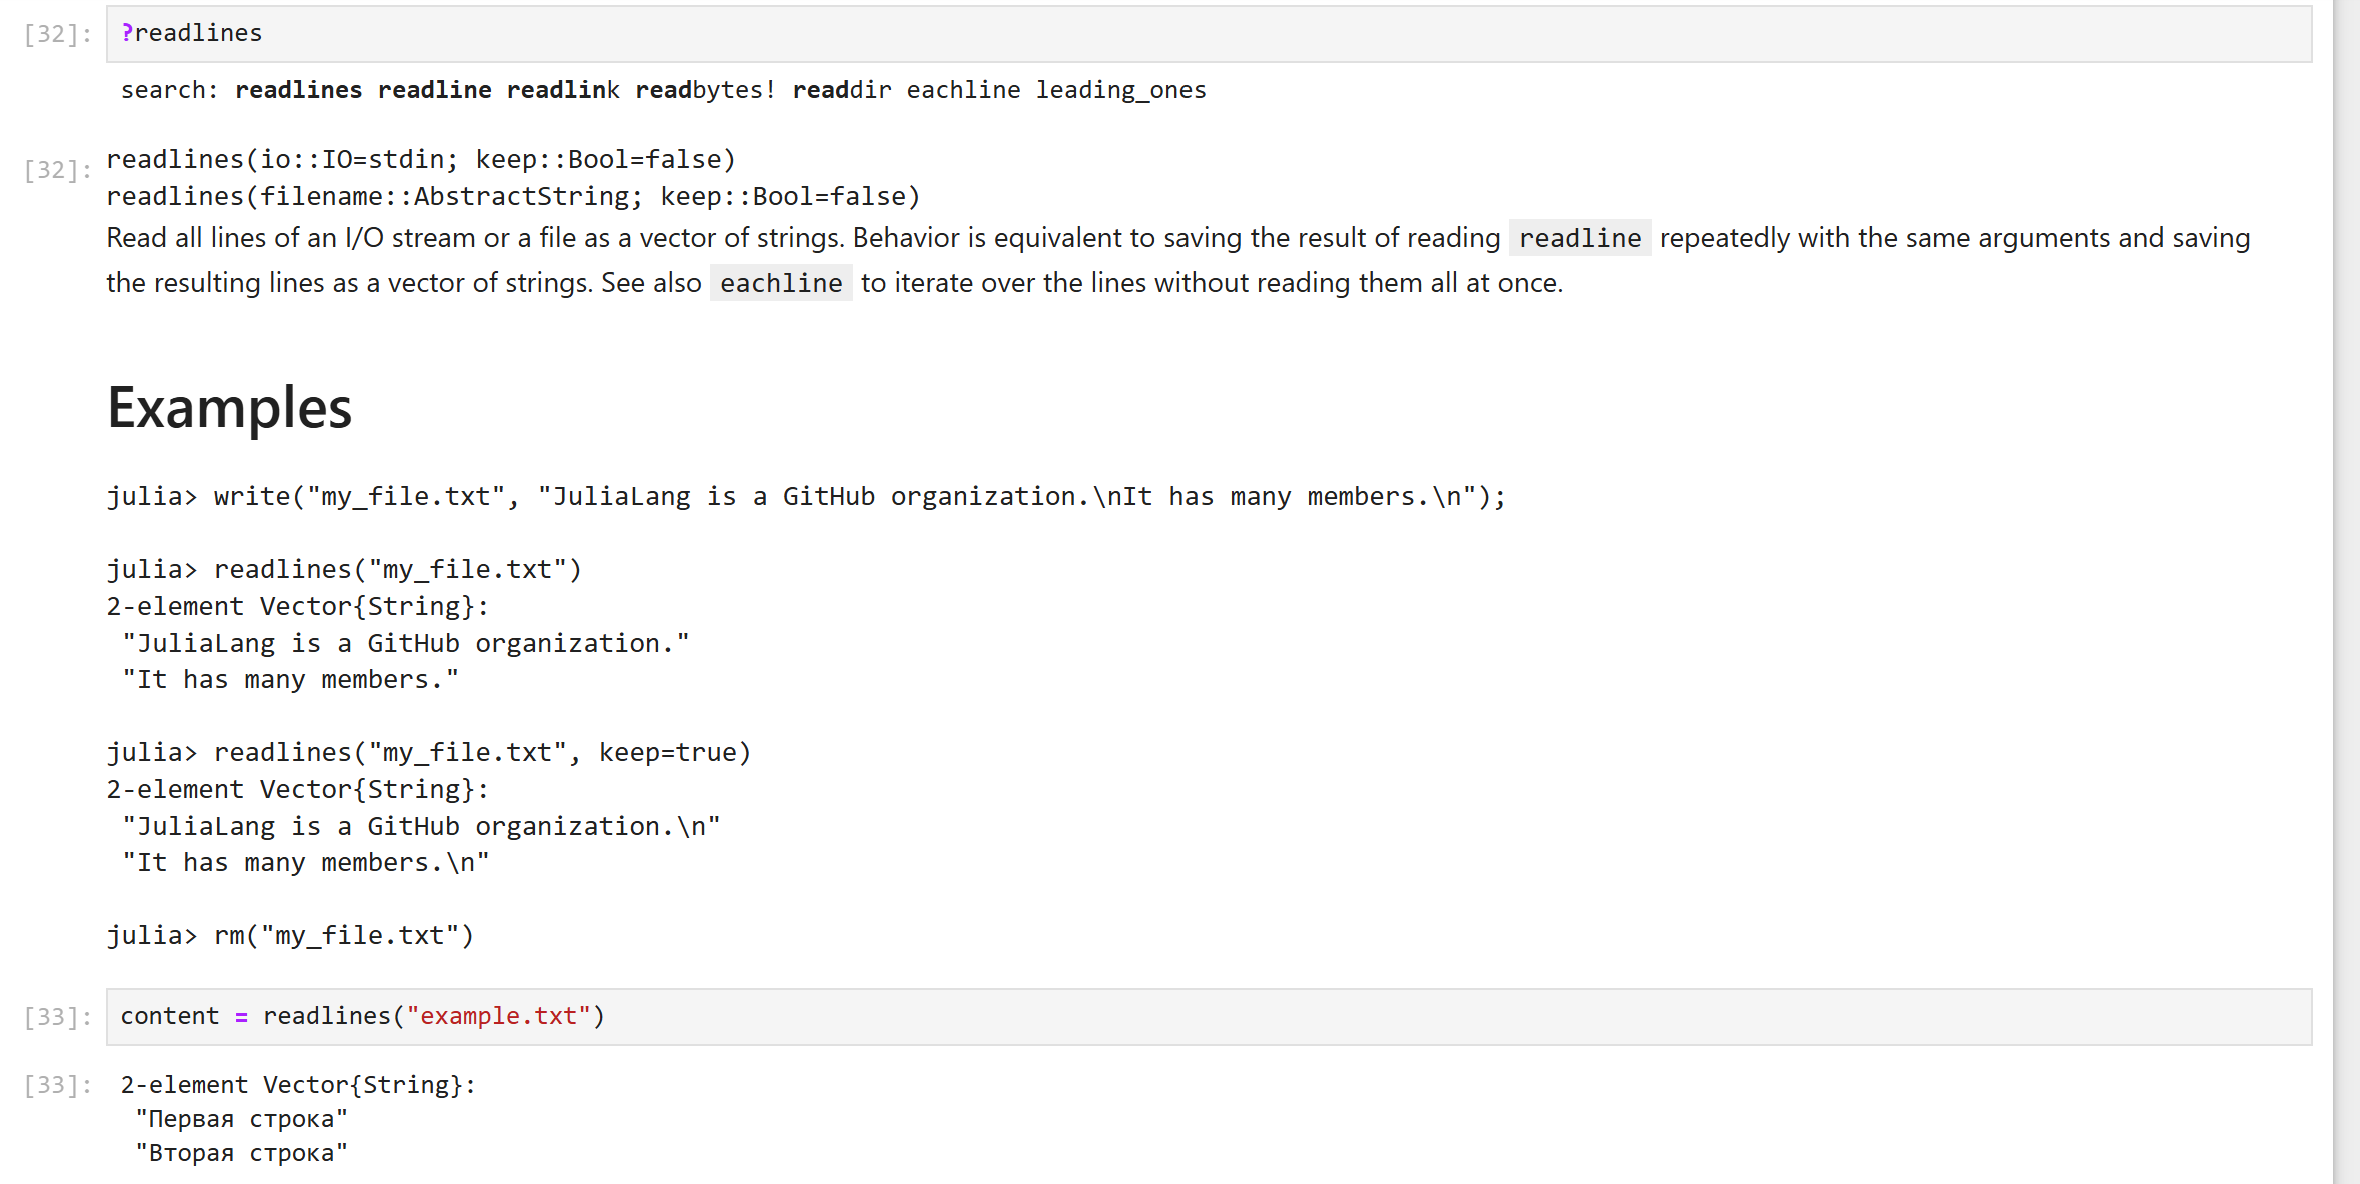 [32]: ?readlines
search: readlines readline readlink readbytes! readdir eachline leading_ones
[32]: readlines(io::IO=stdin; keep::Bool=false)
readlines(filename::AbstractString; keep::Bool=false)
Read all lines of an I/O stream or a file as a vector of strings. Behavior is equivalent to saving the result of reading readline repeatedly with the same arguments and saving
the resulting lines as a vector of strings. See also eachline to iterate over the lines without reading them all at once.
Examples
julia> write("my_file.txt", "JuliaLang is a GitHub organization.\nIt has many members.\n");
julia> readlines("my_file.txt")
2-element Vector{String}:
"JuliaLang is a GitHub organization."
"It has many members."
julia> readlines("my_file.txt", keep=true)
2-element Vector{String}:
"JuliaLang is a GitHub organization.\n"
"It has many members.\n"
julia> rm("my_file.txt")
[33]: content = readlines("example.txt")
[33]: 2-element Vector{String}:
"Первая строка"
"Вторая строка"